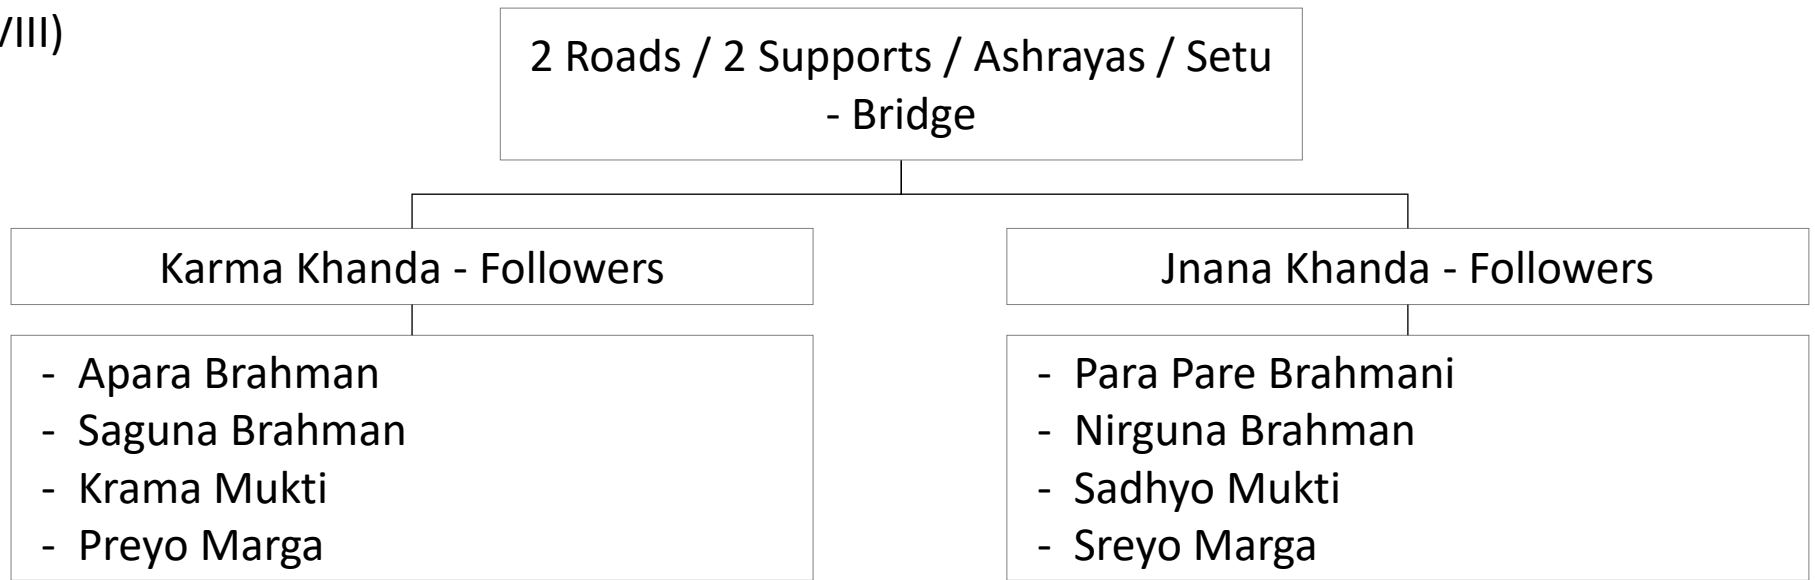 VIII)
2 Roads / 2 Supports / Ashrayas / Setu
- Bridge
Karma Khanda - Followers
Jnana Khanda - Followers
- Apara Brahman
- Saguna Brahman
- Krama Mukti
- Preyo Marga
- Para Pare Brahmani
- Nirguna Brahman
- Sadhyo Mukti
- Sreyo Marga